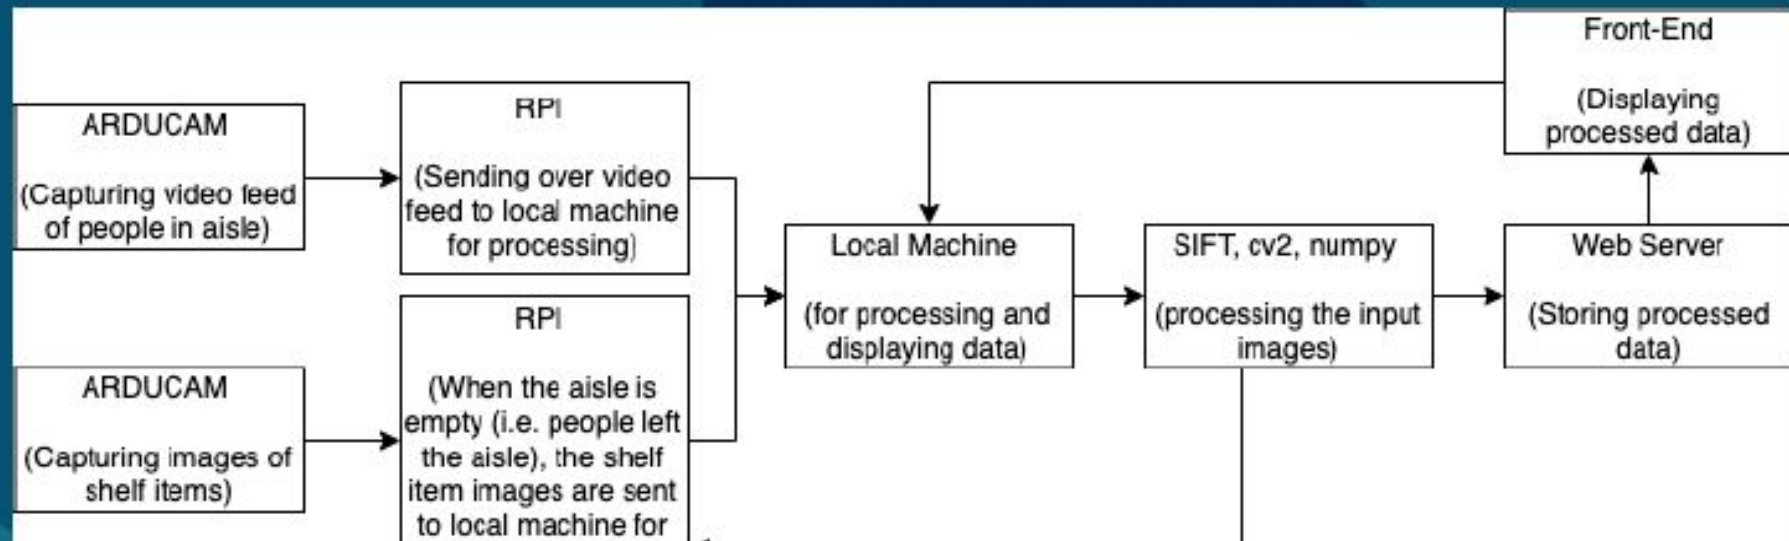 Front-End
(Displaying
processed data)
ARDUCAM
(Capturing video feed
of people in aisle)
RPI
(Sending over video
feed to local machine
for processing)
Local Machine
(for processing and
displaying data)
SIFT, cv2, numpy
(processing the input
images)
Web Server
(Storing processed
data)
ARDUCAM
(Capturing images of
shelf items)
RPI
(When the aisle is
empty (i.e. people left
the aisle), the shelf
item images are sent
to local machine for